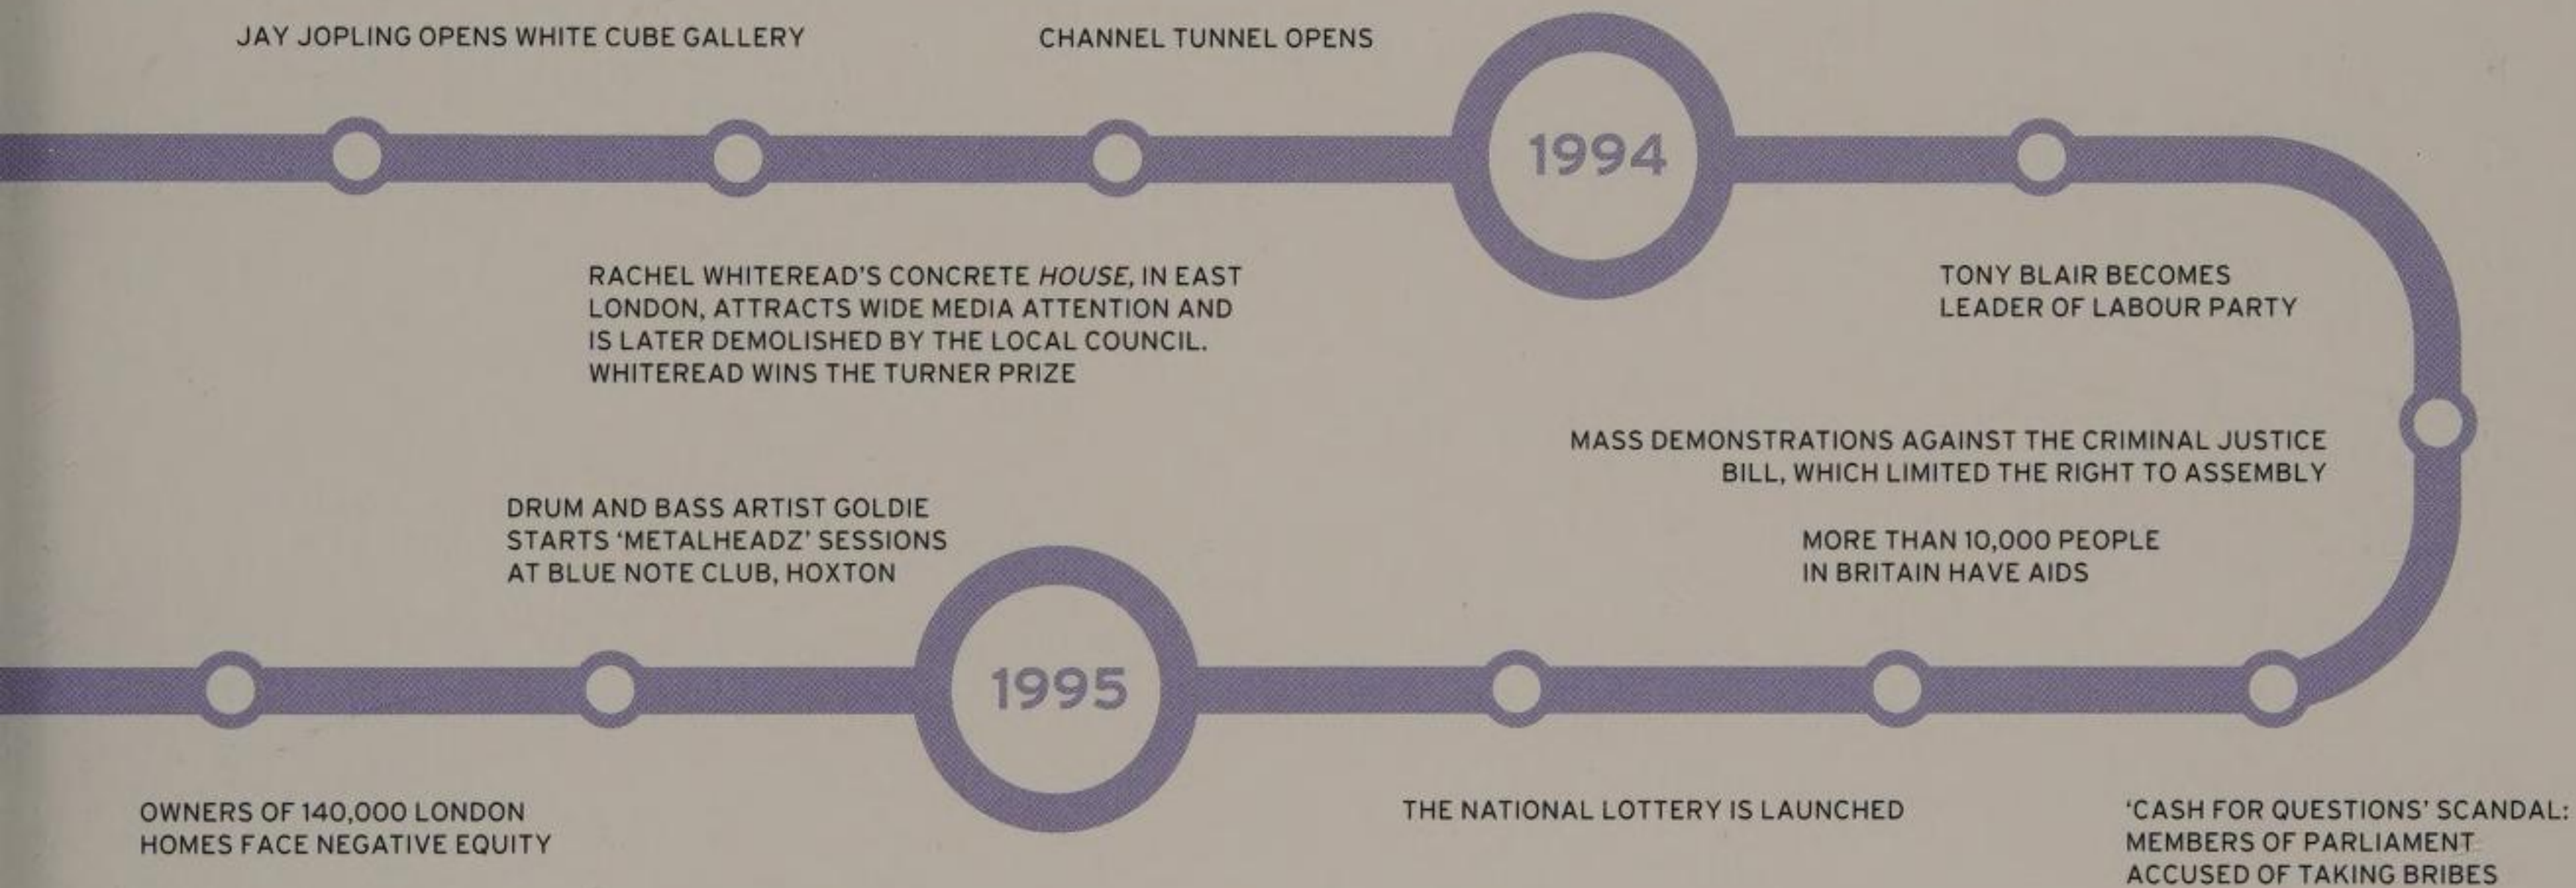 JAY JOPLING OPENS WHITE CUBE GALLERY
RACHEL WHITEREAD'S CONCRETE HOUSE, IN EAST
LONDON, ATTRACTS WIDE MEDIA ATTENTION AND
IS LATER DEMOLISHED BY THE LOCAL COUNCIL.
WHITEREAD WINS THE TURNER PRIZE
CHANNEL TUNNEL OPENS
1994
TONY BLAIR BECOMES
LEADER OF LABOUR PARTY
MASS DEMONSTRATIONS AGAINST THE CRIMINAL JUSTICE
BILL, WHICH LIMITED THE RIGHT TO ASSEMBLY
'CASH FOR QUESTIONS' SCANDAL:
MEMBERS OF PARLIAMENT
ACCUSED OF TAKING BRIBES
MORE THAN 10,000 PEOPLE
IN BRITAIN HAVE AIDS
THE NATIONAL LOTTERY IS LAUNCHED
1995
DRUM AND BASS ARTIST GOLDIE
STARTS 'METALHEADZ' SESSIONS
AT BLUE NOTE CLUB, HOXTON
OWNERS OF 140,000 LONDON
HOMES FACE NEGATIVE EQUITY